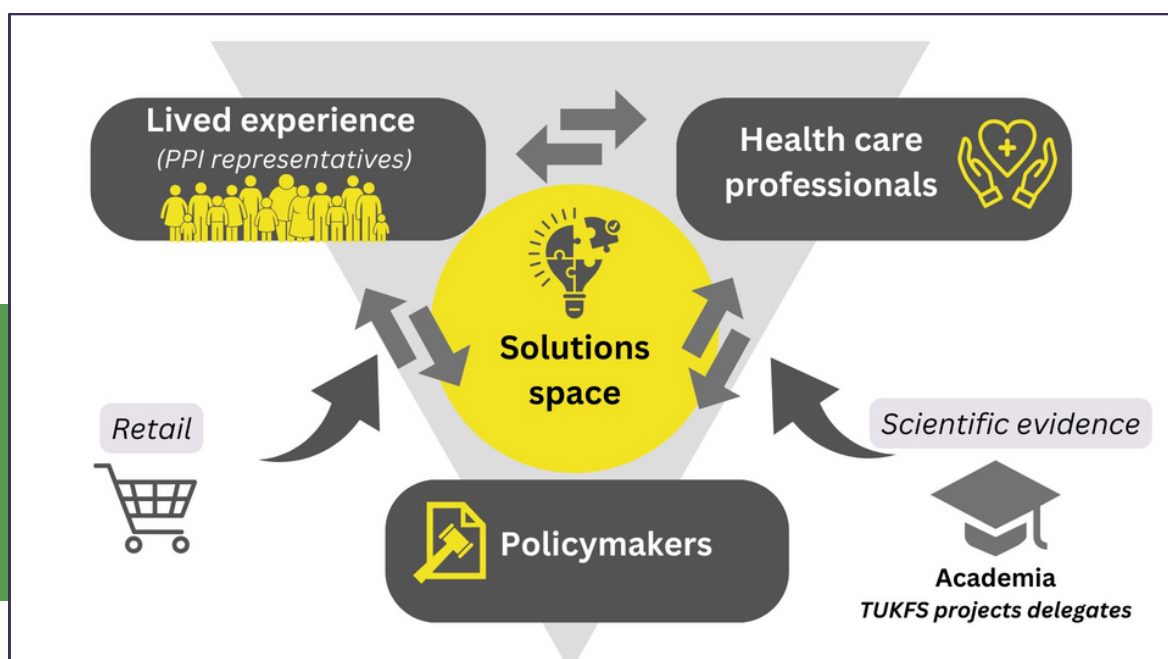 Lived experience
(PPI representatives)
Health care
professionals
Solutions
space
Retail
Scientific evidence
Policymakers
Academia
TUKFS projects delegates